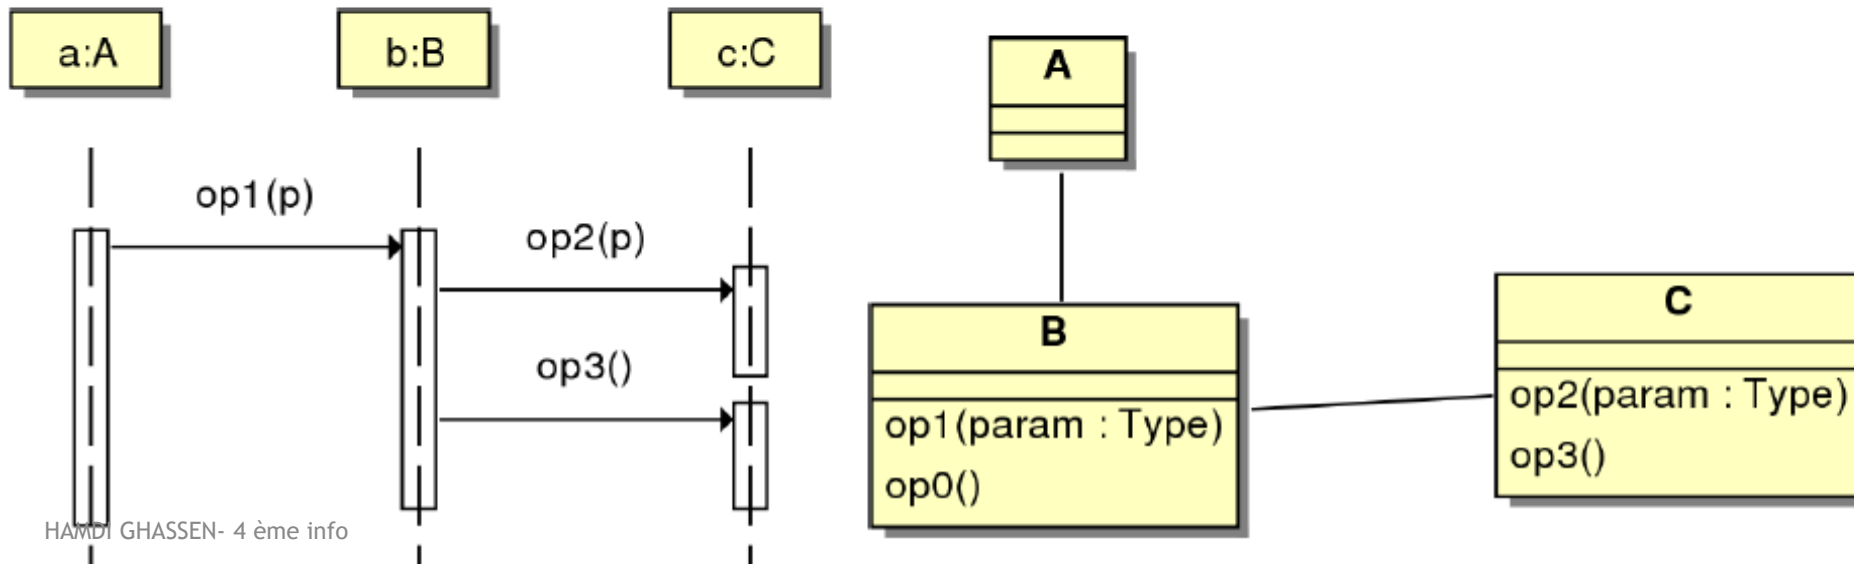 a:A
b:B
c:C
op1(p)
op2(p)
op3()
HAMDI GHASSEN- 4 ème info
A
B
op1(param : Type)
op0()
C
op2(param : Type)
op3()